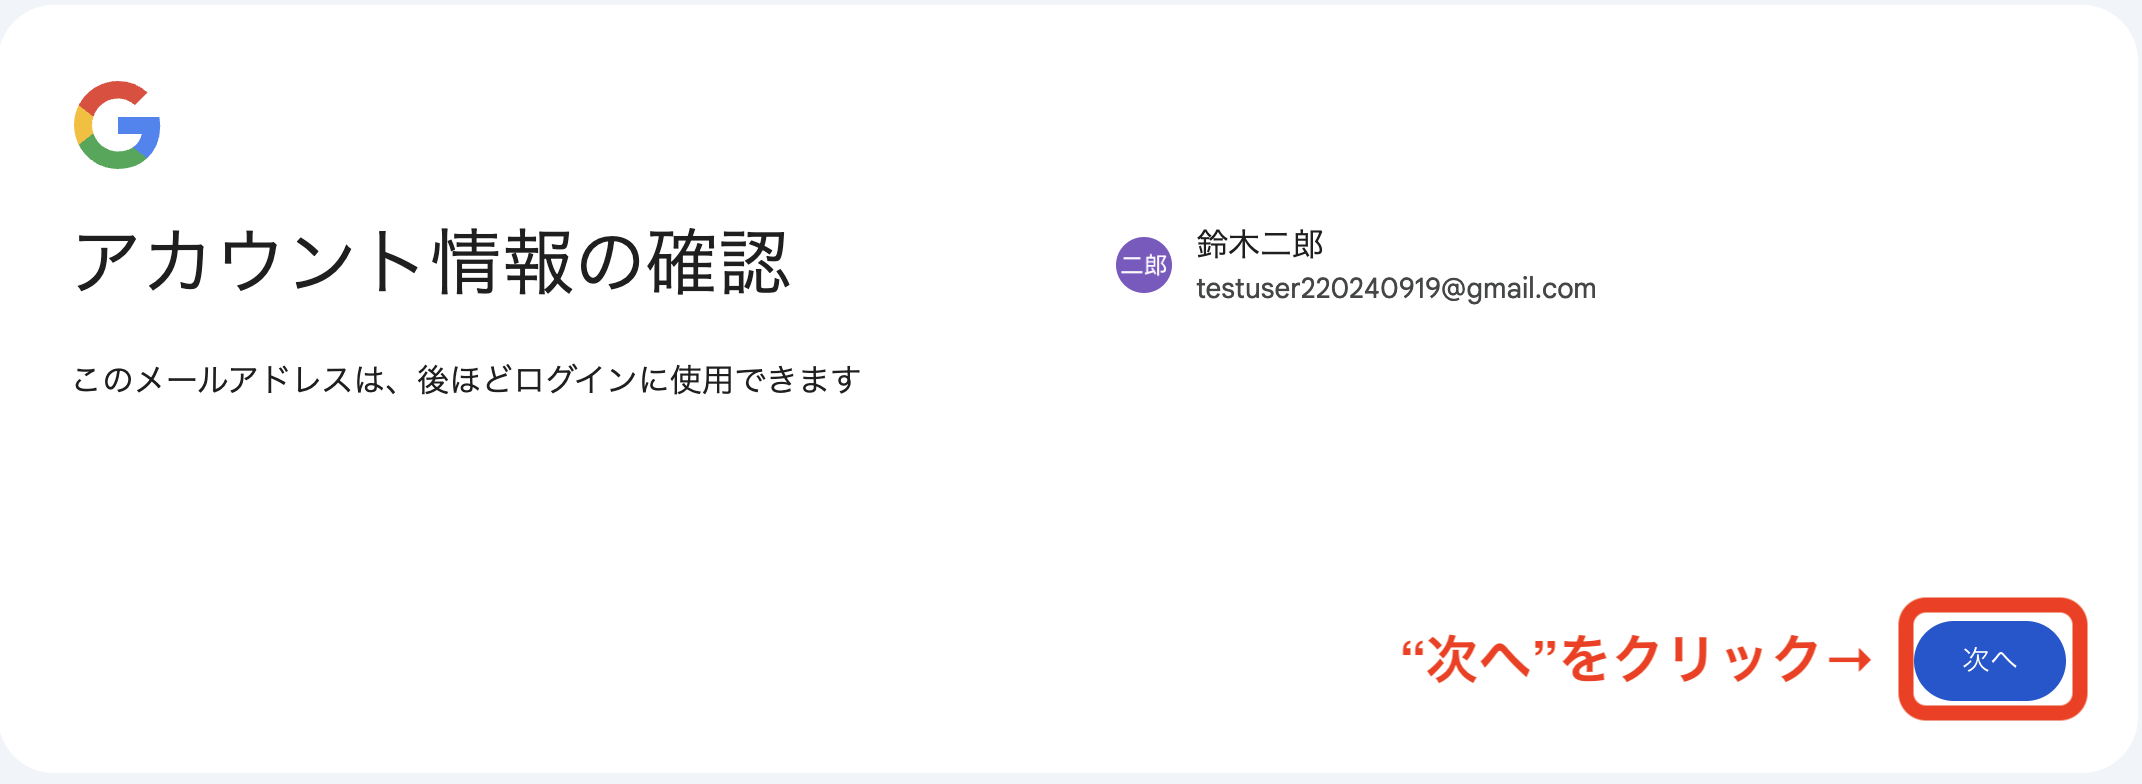 アカウント情報の確認
このメールアドレスは、後ほどログインに使用できます
二郎
鈴木二郎
testuser220240919@gmail.com
“次へ”をクリック→
次へ